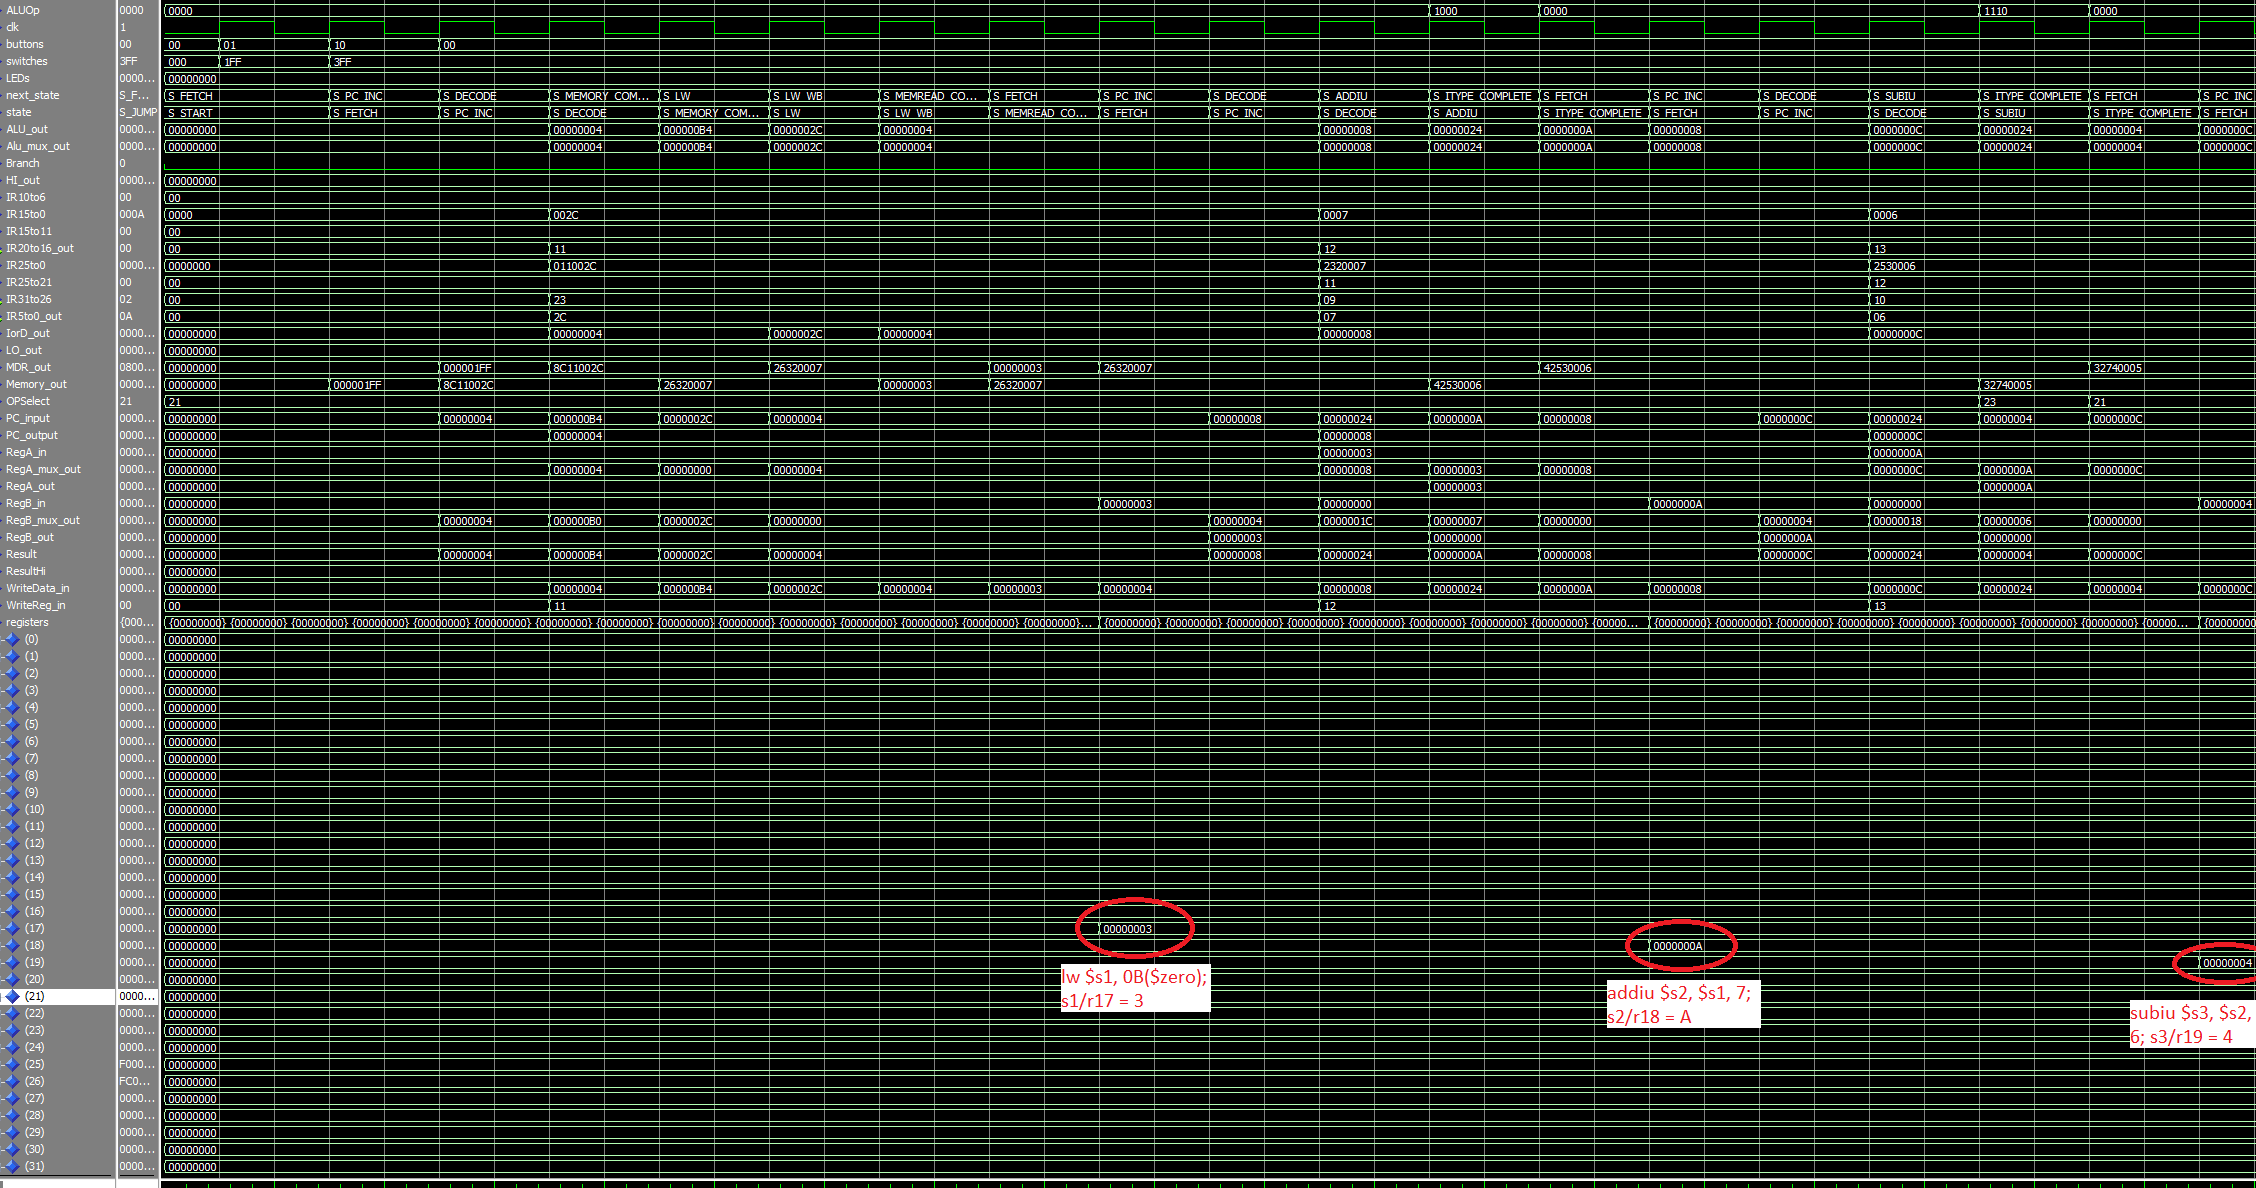 ALUOp 0000 0000 1000 0000 1110 0000
clk 1
buttons 00 00 01 10 00
switches 3FF 000 1FF 3FF
LEDs 0000... 00000000
next_state S_F... S_FETCH S_PC_INC S_DECODE S_MEMORY_COM... S_LW S_LW_WB S_MEMREAD_CO... S_FETCH S_PC_INC S_DECODE S_ADDIU S_ITYPE_COMPLETE S_FETCH S_PC_INC S_DECODE S_SUBIU S_ITYPE_COMPLETE S_FETCH S_PC_INC
state S_JUMP S_START S_FETCH S_PC_INC S_DECODE S_MEMORY_COM... S_LW S_LW_WB S_MEMREAD_CO... S_FETCH S_PC_INC S_DECODE S_ADDIU S_ITYPE_COMPLETE S_FETCH S_PC_INC S_DECODE S_SUBIU S_ITYPE_COMPLETE S_FETCH
ALU_out 0000... 00000000 00000004 000000B4 0000002C 00000004 00000008 00000024 0000000A 00000008 0000000C 00000024 00000004 0000000C
Alu_mux_out 0000... 00000000 00000004 000000B4 0000002C 00000004 00000008 00000024 0000000A 00000008 0000000C 00000024 00000004 0000000C
Branch 0
HI_out 0000... 00000000
IR10to6 00 00
IR15to0 000A 0000 002C 0007 0006
IR15to11 00 00
IR20to16_out 00 00 11 12 13
IR25to0 0000... 0000000 011002C 2320007 2530006
IR25to21 00 00 11 12
IR31to26 02 00 23 09 10
IR5to0_out 0A 00 2C 07 06
IorD_out 0000... 00000000 00000004 0000002C 00000004 00000008 0000000C
LO_out 0000... 00000000
MDR_out 0800... 00000000 000001FF 8C11002C 26320007 00000003 26320007 42530006 32740005
Memory_out 0000... 00000000 000001FF 8C11002C 26320007 00000003 26320007 42530006 32740005
OPSelect 21 21 23 21
PC_input 0000... 00000000 00000004 000000B4 0000002C 00000004 00000008 00000024 0000000A 00000008 0000000C 00000024 00000004 0000000C
PC_output 0000... 00000000 00000004 00000008 0000000C
RegA_in 0000... 00000000 00000003 0000000A
RegA_mux_out 0000... 00000000 00000004 00000000 00000004 00000008 00000003 00000008 0000000C 0000000A 0000000C
RegA_out 0000... 00000000 00000003 0000000A
RegB_in 0000... 00000000 00000003 00000000 0000000A 00000000 00000004
RegB_mux_out 0000... 00000000 00000004 000000B0 0000002C 00000000 00000004 0000001C 00000007 00000000 00000004 00000018 00000006 00000000
RegB_out 0000... 00000000 00000003 00000000 0000000A 00000000
Result 0000... 00000000 00000004 000000B4 0000002C 00000004 00000008 00000024 0000000A 00000008 0000000C 00000024 00000004 0000000C
ResultHi 0000... 00000000
WriteData_in 0000... 00000000 00000004 000000B4 0000002C 00000004 00000003 00000004 00000008 00000024 0000000A 00000008 0000000C 00000024 00000004 0000000C
WriteReg_in 00 00 11 12 13
registers {000... {00000000} {00000000} {00000000} {00000000} {00000000} {00000000} {00000000} {00000000} {00000000} {00000000} {00000000} {00000000} {00000000} {00000000} {00000000}... {00000000} {00000000} {00000000} {00000000} {00000000} {00000000} {00000000} {00000... {00000000} {00000000} {00000000} {00000000} {00000000} {00000000} {00000000} {00000000} {00000... {00000000
(0) 0000... 00000000
(1) 0000... 00000000
(2) 0000... 00000000
(3) 0000... 00000000
(4) 0000... 00000000
(5) 0000... 00000000
(6) 0000... 00000000
(7) 0000... 00000000
(8) 0000... 00000000
(9) 0000... 00000000
(10) 0000... 00000000
(11) 0000... 00000000
(12) 0000... 00000000
(13) 0000... 00000000
(14) 0000... 00000000
(15) 0000... 00000000
(16) 0000... 00000000
(17) 0000... 00000000 00000003
(18) 0000... 00000000 0000000A
(19) 0000... 00000000 00000004
lw $s1, 0B($zero);
s1/r17 = 3
(20) 0000... 00000000
(21) 0000... 00000000
addiu $s2, $s1, 7;
s2/r18 = A
(22) 0000... 00000000
subiu $s3, $s2,
6; s3/r19 = 4
(23) 0000... 00000000
(24) 0000... 00000000
(25) F000... 00000000
(26) FC0... 00000000
(27) 0000... 00000000
(28) 0000... 00000000
(29) 0000... 00000000
(30) 0000... 00000000
(31) 0000... 00000000